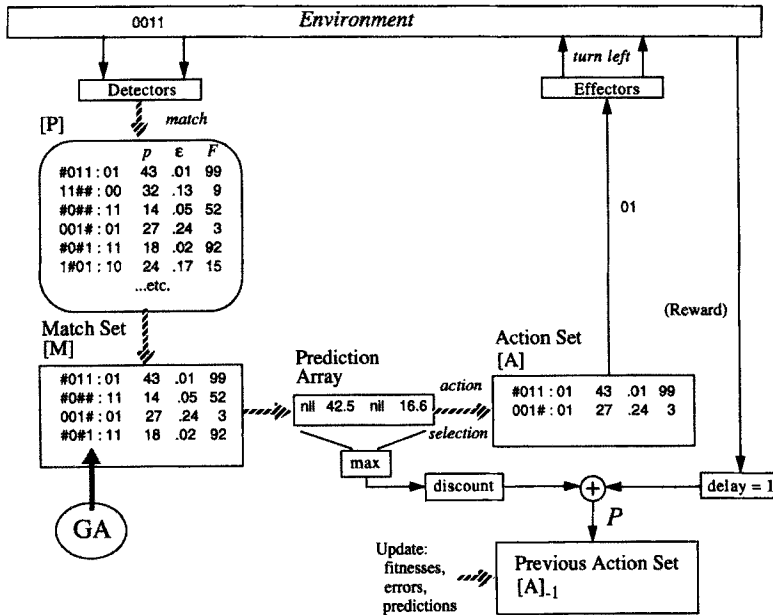 0011 Environment
turn left
Detectors
Effectors
[P]
match
p ε F
#011 : 01 43 .01 99
11## : 00 32 .13 9
#0## : 11 14 .05 52
001# : 01 27 .24 3
#0#1 : 11 18 .02 92
1#01 : 10 24 .17 15
...etc.
01
(Reward)
Match Set
[M]
#011 : 01 43 .01 99
#0## : 11 14 .05 52
001# : 01 27 .24 3
#0#1 : 11 18 .02 92
Prediction
Array
nil 42.5 nil 16.6
action
selection
Action Set
[A]
#011 : 01 43 .01 99
001# : 01 27 .24 3
max
discount
+
delay = 1
P
GA
Update:
fitnesses,
errors,
predictions
Previous Action Set
[A]-1